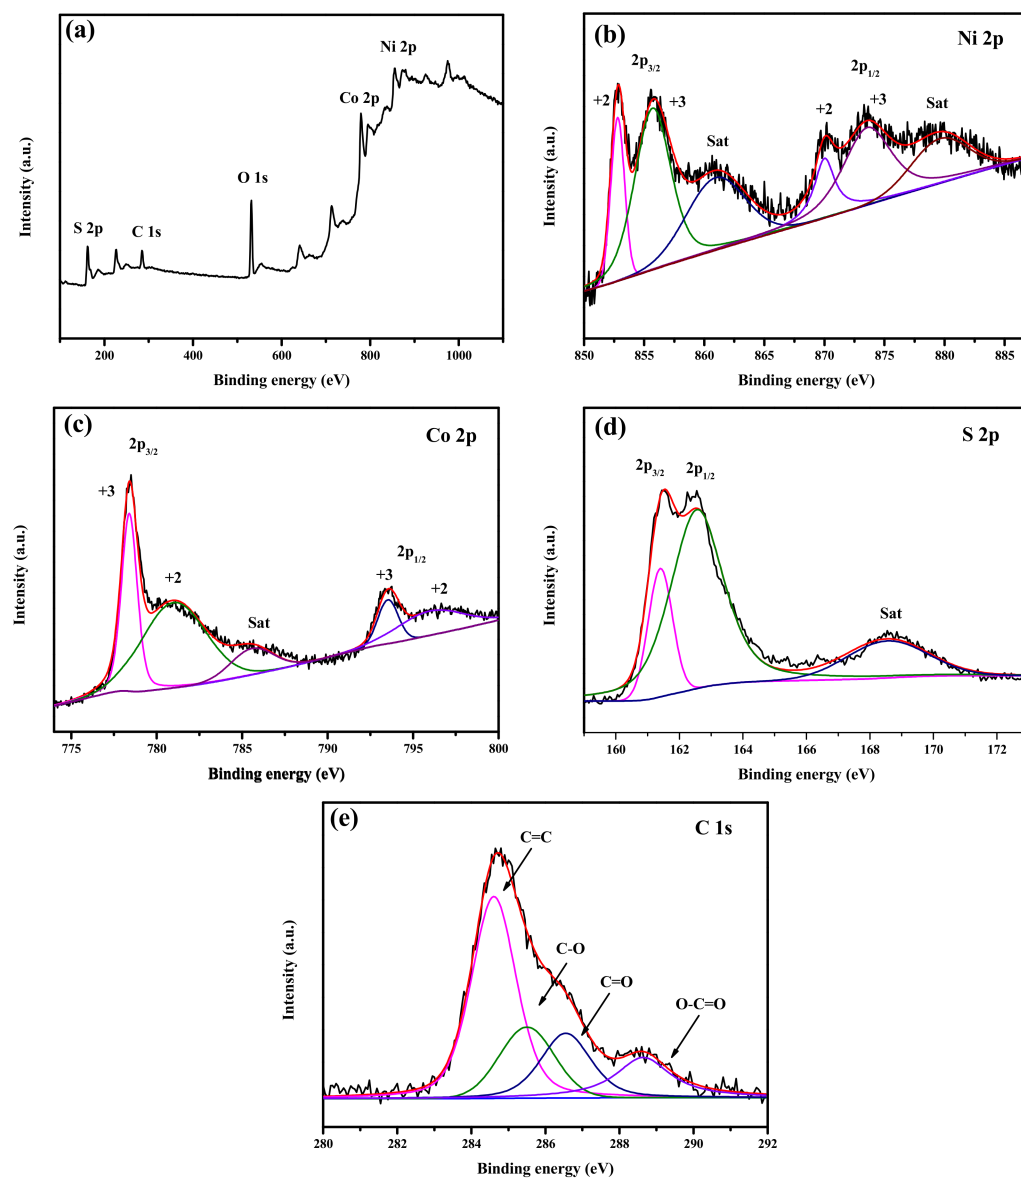 (a)
Ni 2p
Co 2p
O 1s
S 2p
C 1s
Intensity (a.u.)
200 400 600 800 1000
Binding energy (eV)
(b)
Ni 2p
2p3/2
+2
+3
Sat
2p1/2
+2
+3
Sat
Intensity (a.u.)
850 855 860 865 870 875 880 885
Binding energy (eV)
(c)
Co 2p
2p3/2
+3
+2
Sat
2p1/2
+3
+2
Intensity (a.u.)
775 780 785 790 795 800
Binding energy (eV)
(d)
S 2p
2p3/2
2p1/2
Sat
Intensity (a.u.)
160 162 164 166 168 170 172
Binding energy (eV)
(e)
C 1s
C=C
C-O
C=O
O-C=O
Intensity (a.u.)
280 282 284 286 288 290 292
Binding energy (eV)